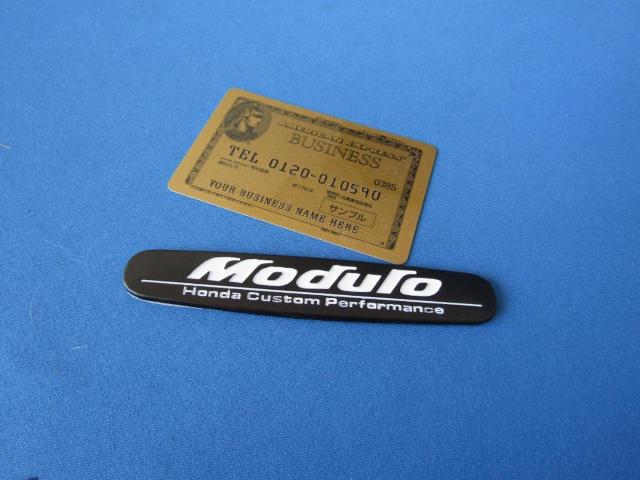 AMERICAN EXPRESS
BUSINESS
TEL 0120-010590
0385
サンプル
YOUR BUSINESS NAME HERE
Modulo
Honda Custom Performance